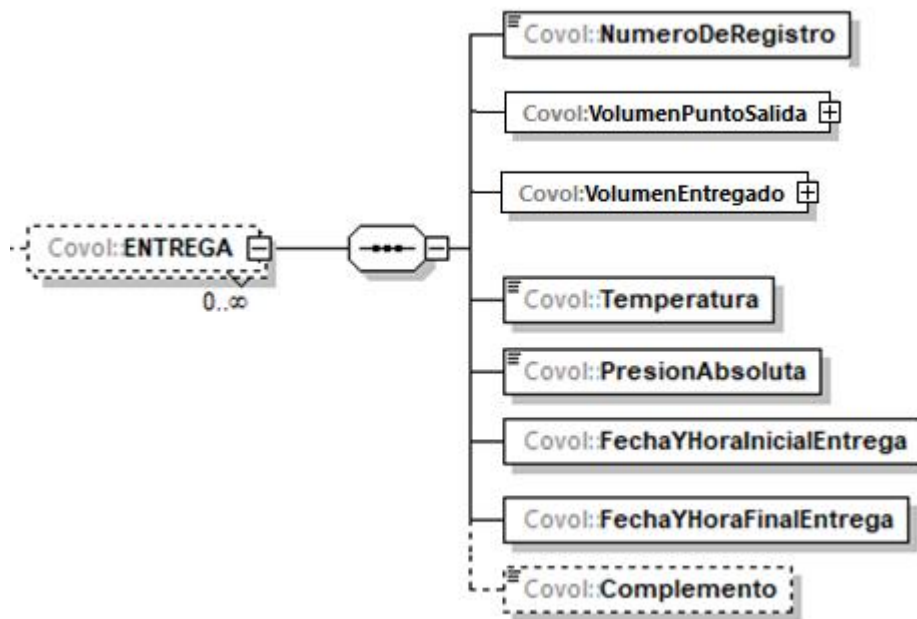 Covol::NumeroDeRegistro
Covol:VolumenPuntoSalida
Covol:VolumenEntregado
Covol::ENTREGA
0..∞
Covol::Temperatura
Covol::PresionAbsoluta
Covol::FechaYHoraInicialEntrega
Covol::FechaYHoraFinalEntrega
Covol::Complemento